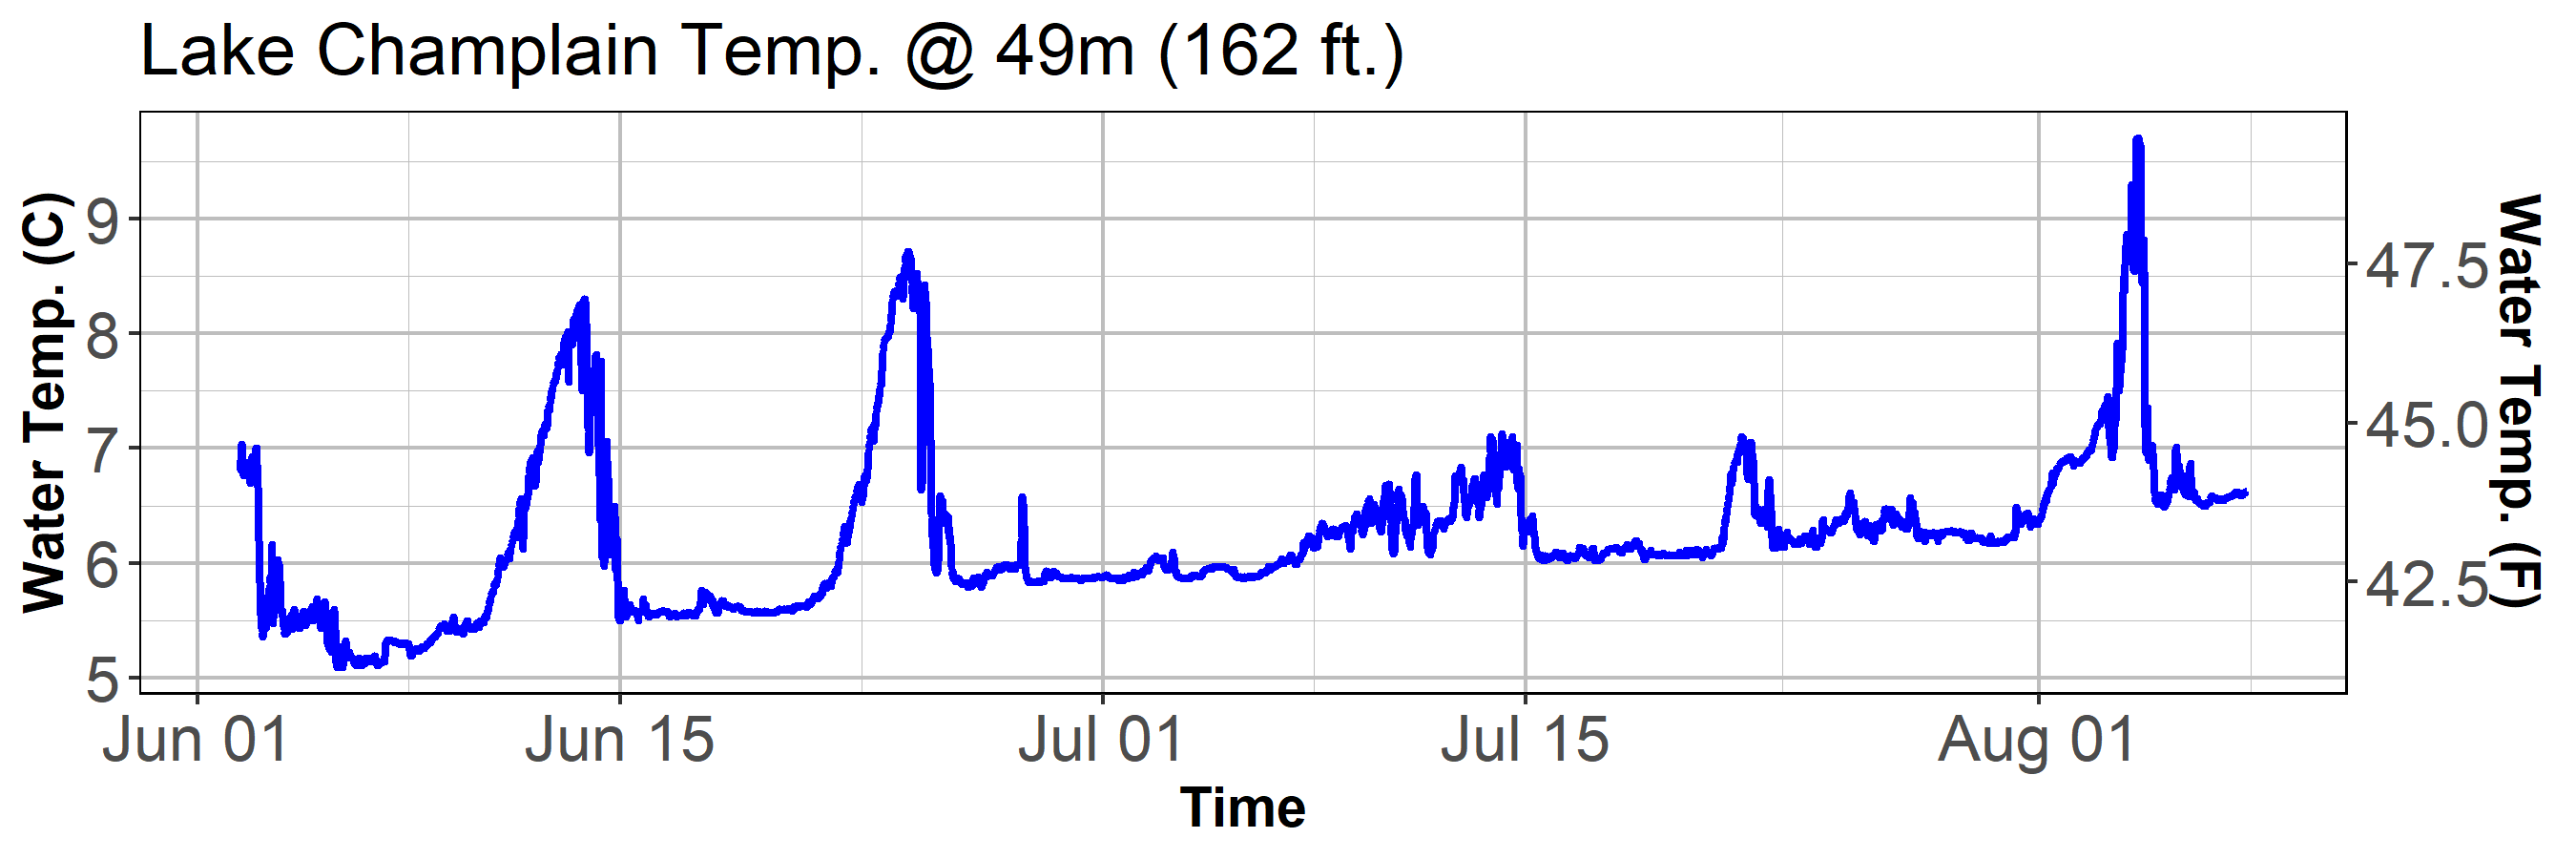 Lake Champlain Temp. @ 49m (162 ft.)
Water Temp. (C)
9
8
7
6
5
47.5
45.0
42.5
Water Temp. (F)
Jun 01
Jun 15
Jul 01
Jul 15
Aug 01
Time